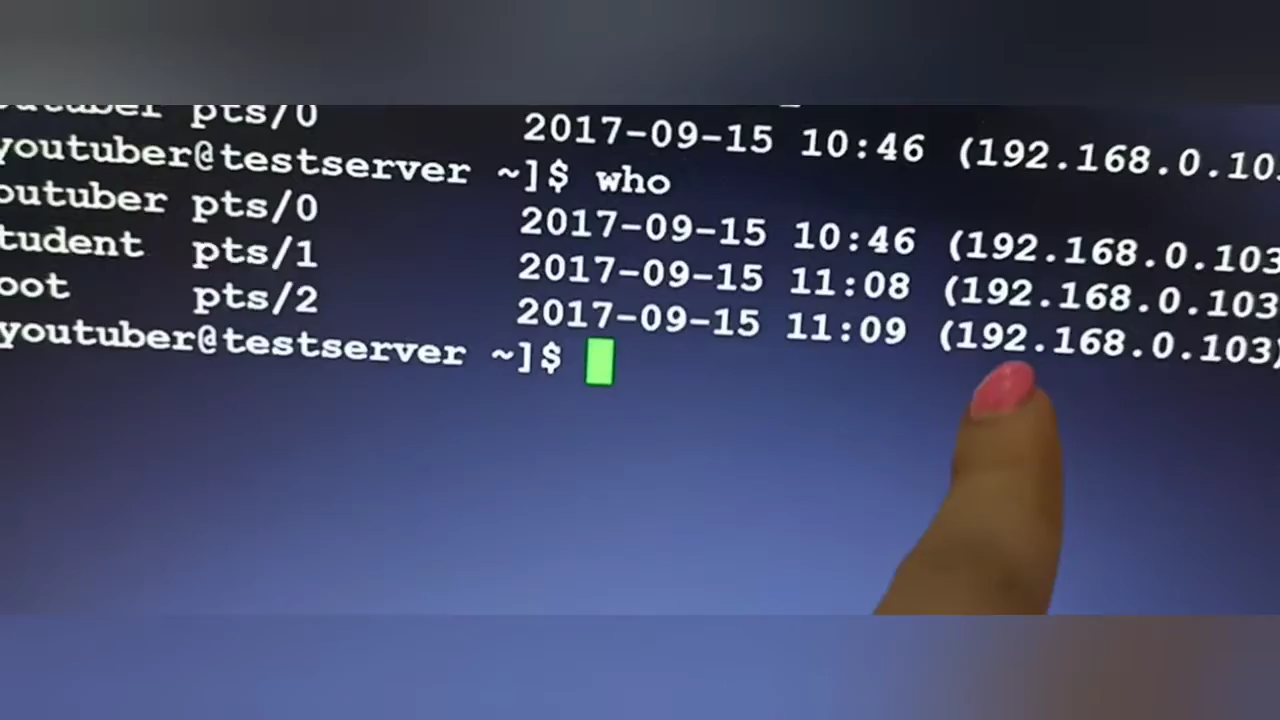 pts/0 2017-09-15 10:46 (192.168.0.103
youtuber@testserver ~]$ who
outuber pts/0 2017-09-15 10:46 (192.168.0.103
tudent pts/1 2017-09-15 11:08 (192.168.0.103
oot pts/2 2017-09-15 11:09 (192.168.0.103)
youtuber@testserver ~]$